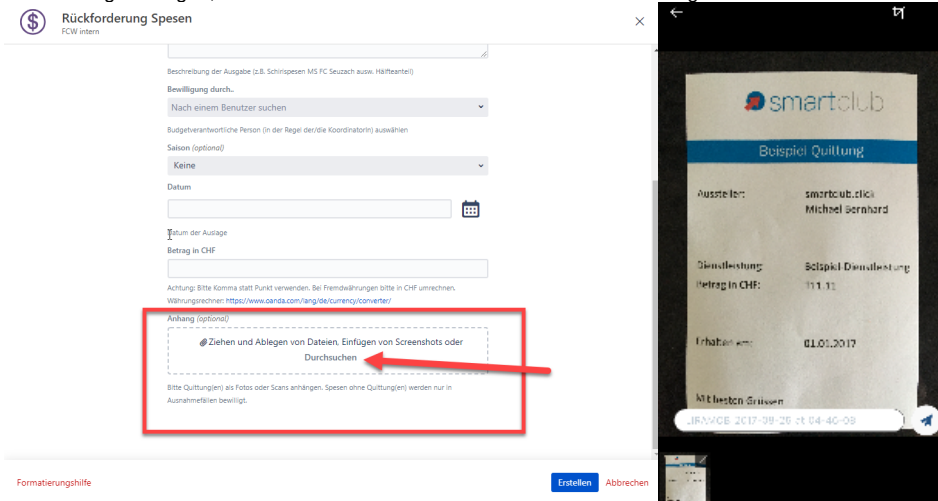 Rückforderung Spesen
FCW intern
Beschreibung der Ausgabe (z.B. Schirispesen MS FC Seuzach ausw. Hälfteanteil)
Bewilligung durch..
Nach einem Benutzer suchen
Budgetverantwortliche Person (in der Regel der/die KoordinatorIn) auswählen
Saison (optional)
Keine
Datum
Datum der Auslage
Betrag in CHF
Achtung: Bitte Komma statt Punkt verwenden. Bei Fremdwährungen bitte in CHF umrechnen.
Währungsrechner: https://www.oanda.com/lang/de/currency/converter/
Anhang (optional)
Ziehen und Ablegen von Dateien, Einfügen von Screenshots oder
Durchsuchen
Bitte Quittung(en) als Fotos oder Scans anhängen. Spesen ohne Quittung(en) werden nur in
Ausnahmefällen bewilligt.
Formatierungshilfe
Erstellen
Abbrechen
smartclub
Beispiel Quittung
Aussteller: smartclub.click
Michael Bernhard
Dienstleistung: Beispiel Dienstleistung
Betrag in CHF: 111.11
Erhalten am: 01.01.2017
Mit besten Grüssen